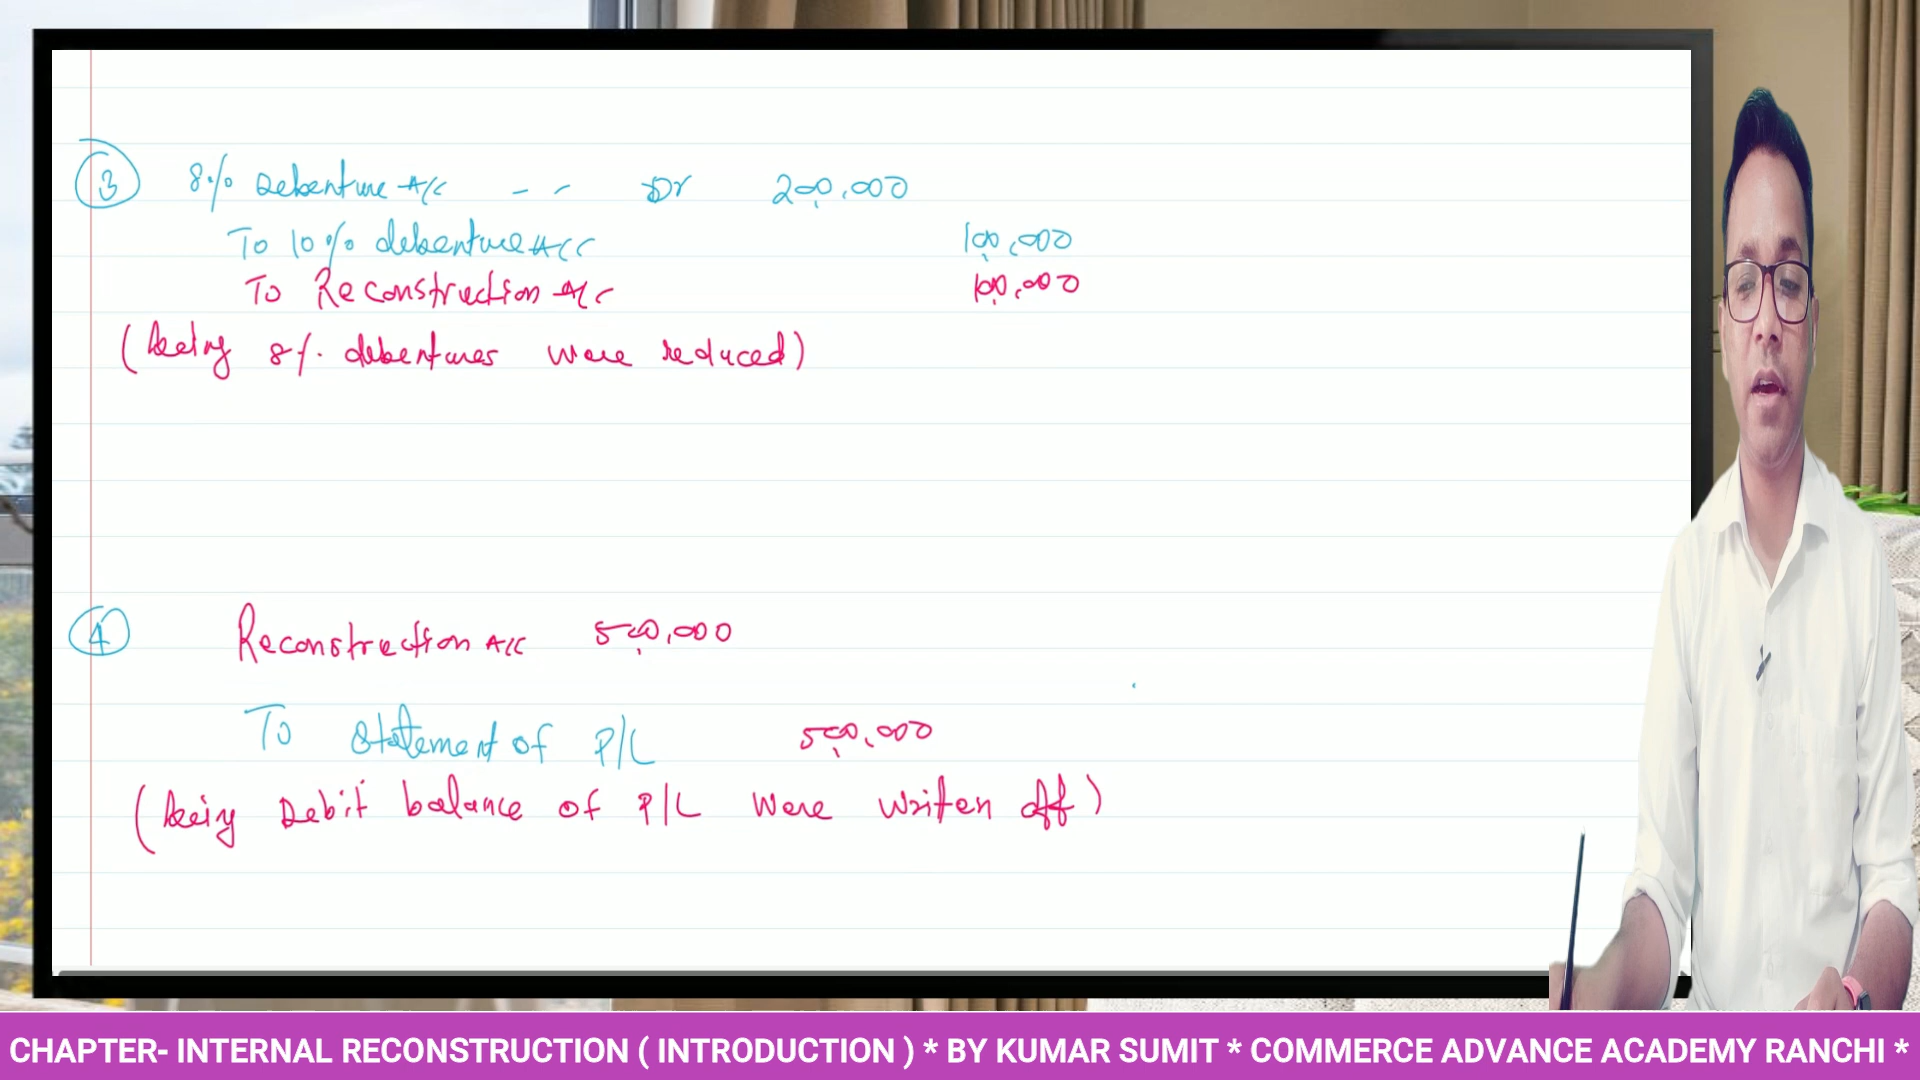 3 8% Debenture A/c - - Dr 200,000
To 10% debenture A/c 100,000
To Reconstruction A/c 100,000
(being 8% debentures were reduced)
4 Reconstruction A/c 500,000
To Statement of P/L 500,000
(being Debit balance of P/L were writen off)
CHAPTER- INTERNAL RECONSTRUCTION ( INTRODUCTION ) * BY KUMAR SUMIT * COMMERCE ADVANCE ACADEMY RANCHI *